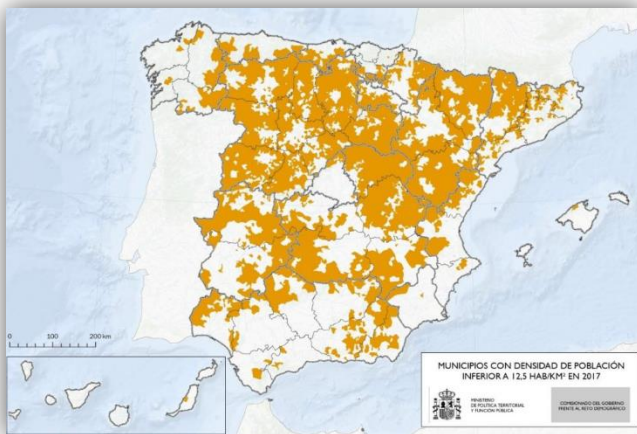 0 100 200 km
MUNICIPIOS CON DENSIDAD DE POBLACIÓN
INFERIOR A 12,5 HAB/KM² EN 2017
MINISTERIO
DE POLÍTICA TERRITORIAL
Y FUNCIÓN PÚBLICA
COMISIONADO DEL GOBIERNO
FRENTE AL RETO DEMOGRÁFICO